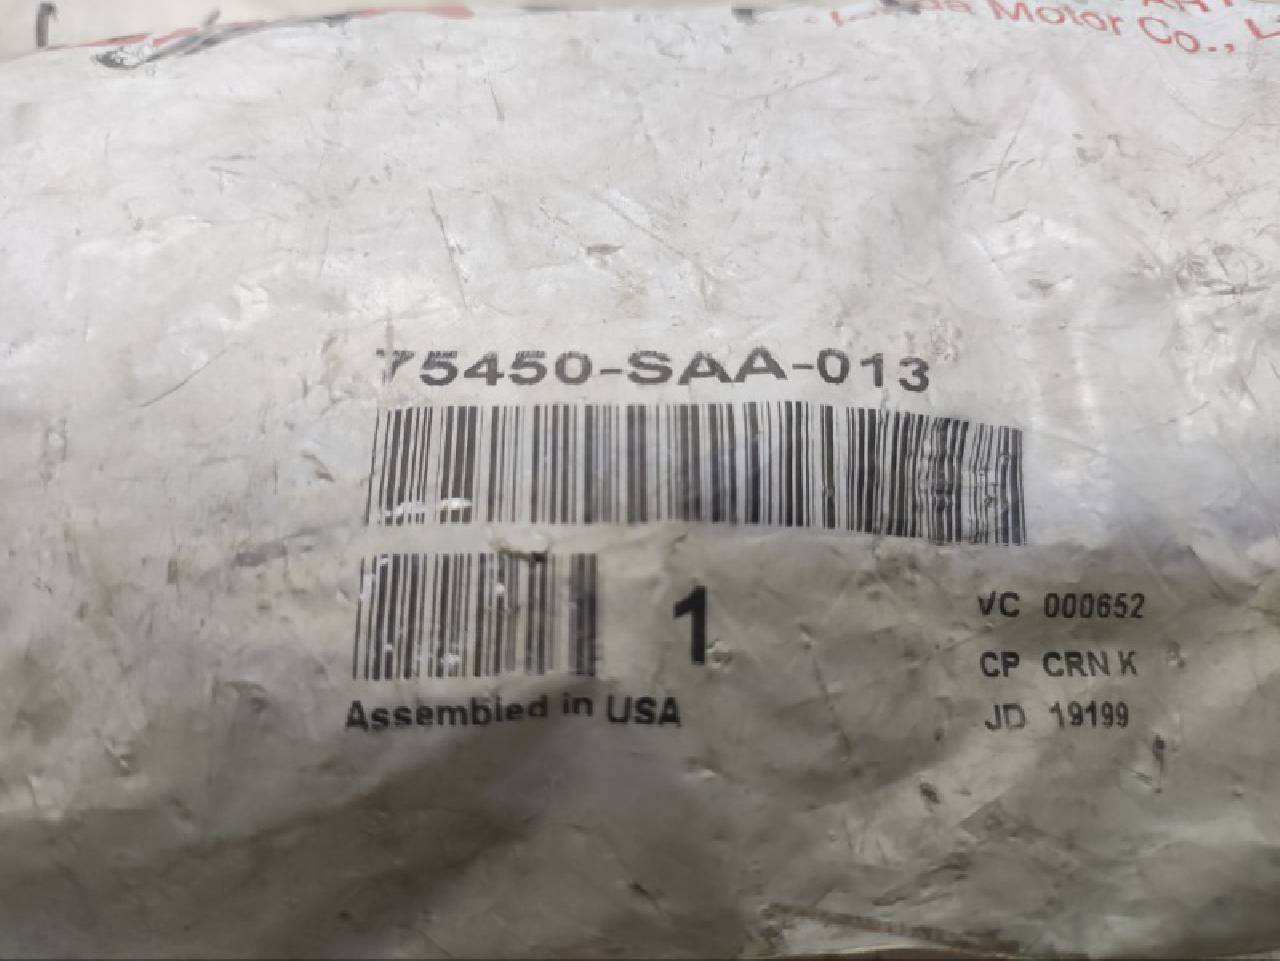 Motor Co.,
75450-SAA-013
1
VC 000652
CP CRN K
JD 19199
Assembled in USA